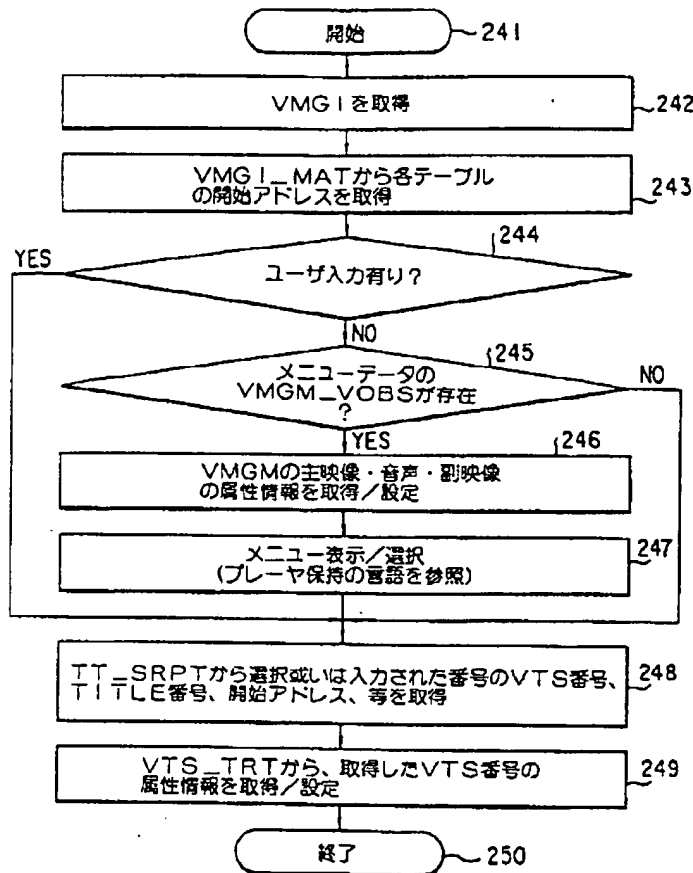 開始
241
VMGIを取得
242
VMGI_MATから各テーブル
の開始アドレスを取得
243
244
YES
ユーザ入力有り?
NO
245
メニューデータの
VMGM_VOBSが存在
?
NO
YES
246
VMGMの主映像・音声・副映像
の属性情報を取得/設定
メニュー表示/選択
(プレーヤ保持の言語を参照)
247
TT_SRPTから選択或いは入力された番号のVTS番号、
TITLE番号、開始アドレス、等を取得
248
VTS_TRTから、取得したVTS番号の
属性情報を取得/設定
249
終了
250